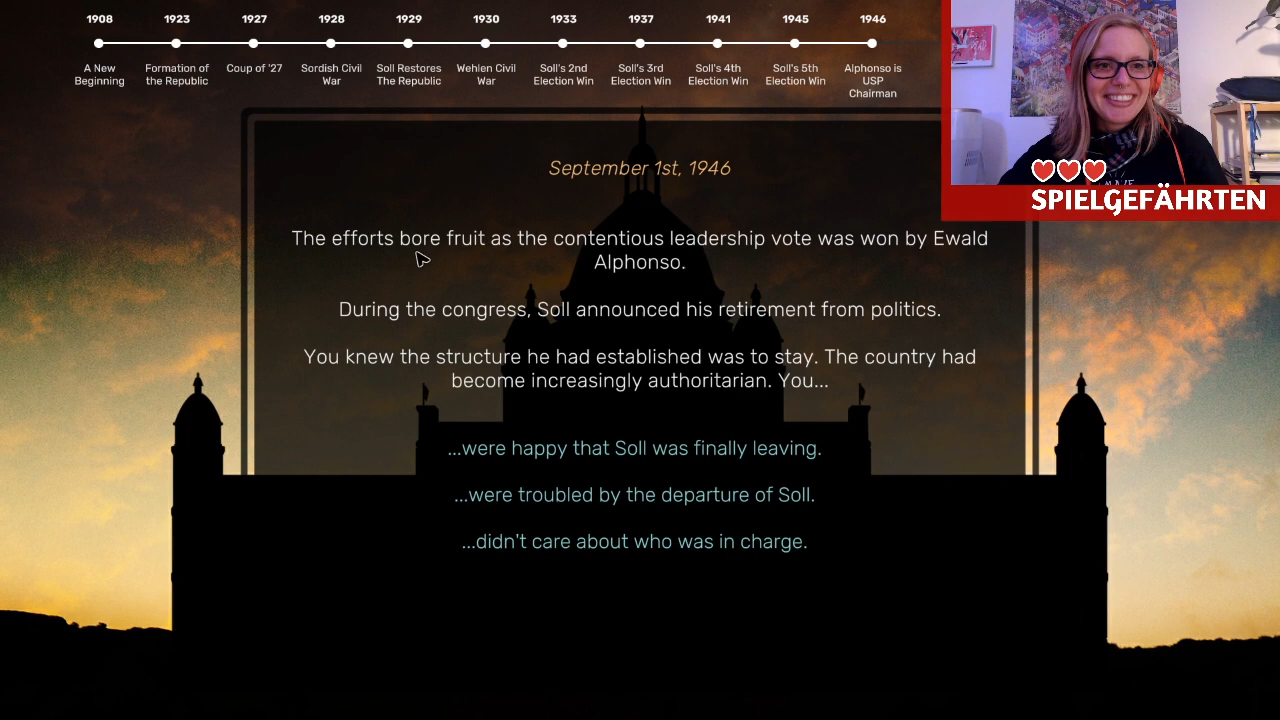 1908 1923 1927 1928 1929 1930 1933 1937 1941 1945 1946
A New Beginning
Formation of the Republic
Coup of '27
Sordish Civil War
Soll Restores The Republic
Wehlen Civil War
Soll's 2nd Election Win
Soll's 3rd Election Win
Soll's 4th Election Win
Soll's 5th Election Win
Alphonso is USP Chairman
SPIELGEFÄHRTEN
September 1st, 1946
The efforts bore fruit as the contentious leadership vote was won by Ewald
Alphonso.
During the congress, Soll announced his retirement from politics.
You knew the structure he had established was to stay. The country had
become increasingly authoritarian. You...
...were happy that Soll was finally leaving.
...were troubled by the departure of Soll.
...didn't care about who was in charge.